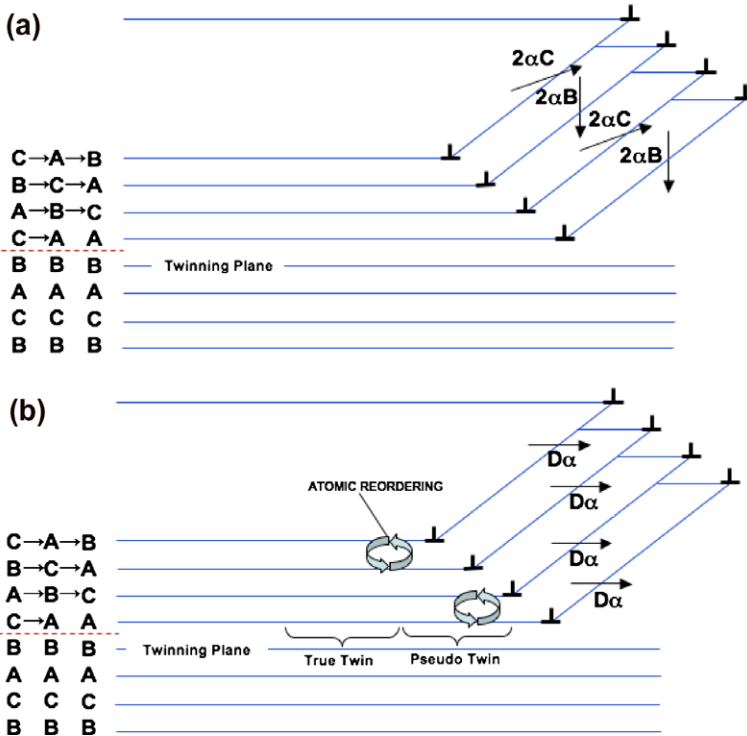 (a)
2αC
2αB
2αC
2αB
C→A→B
B→C→A
A→B→C
C→A A
B B B Twinning Plane
A A A
C C C
B B B
(b)
Dα
ATOMIC REORDERING
Dα
C→A→B
B→C→A
Dα
A→B→C
Dα
C→A A
B B B Twinning Plane
True Twin Pseudo Twin
A A A
C C C
B B B